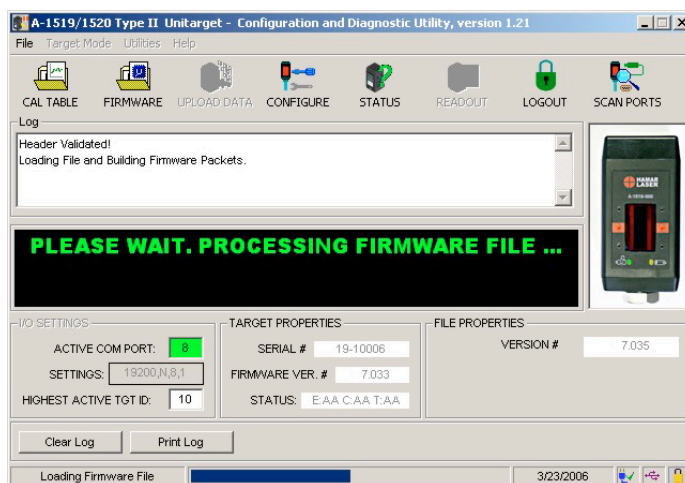 A-1519/1520 Type II Unitarget - Configuration and Diagnostic Utility, version 1.21
File Target Mode Utilities Help
CAL TABLE FIRMWARE UPLOAD DATA CONFIGURE STATUS READOUT LOGOUT SCAN PORTS
Log
Header Validated!
Loading File and Building Firmware Packets.
HAMAR
LASER
A-1519-000
PLEASE WAIT. PROCESSING FIRMWARE FILE ...
I/O SETTINGS TARGET PROPERTIES FILE PROPERTIES
ACTIVE COM PORT: 8 SERIAL # 19-10006 VERSION # 7.035
SETTINGS: 19200,N,8,1 FIRMWARE VER. # 7.033
HIGHEST ACTIVE TGT ID: 10 STATUS: E:AA C:AA T:AA
Clear Log Print Log
Loading Firmware File 3/23/2006